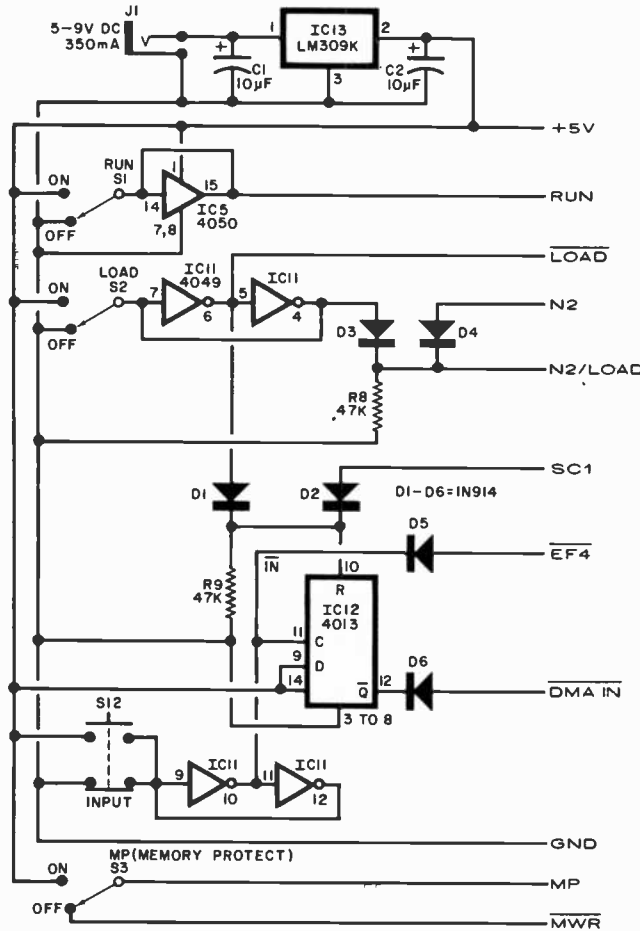 J1
5-9V DC
350mA
V
+
C1
10µF
1
IC13
LM309K
2
3
+
C2
10µF
+5V
ON
RUN
S1
OFF
1
14
15
7,8
IC5
4050
RUN
ON
LOAD
S2
OFF
7
IC11
4049
6
5
IC11
4
LOAD
N2
D3
D4
N2/LOAD
R8
47K
SC1
D1
D2
D1-D6=1N914
D5
EF4
IN
R9
47K
10
R
IC12
4013
11
C
9
D
14
Q
12
3 TO 8
D6
DMA IN
S12
INPUT
9
IC11
10
11
IC11
12
GND
MP(MEMORY PROTECT)
ON
S3
OFF
MP
MWR